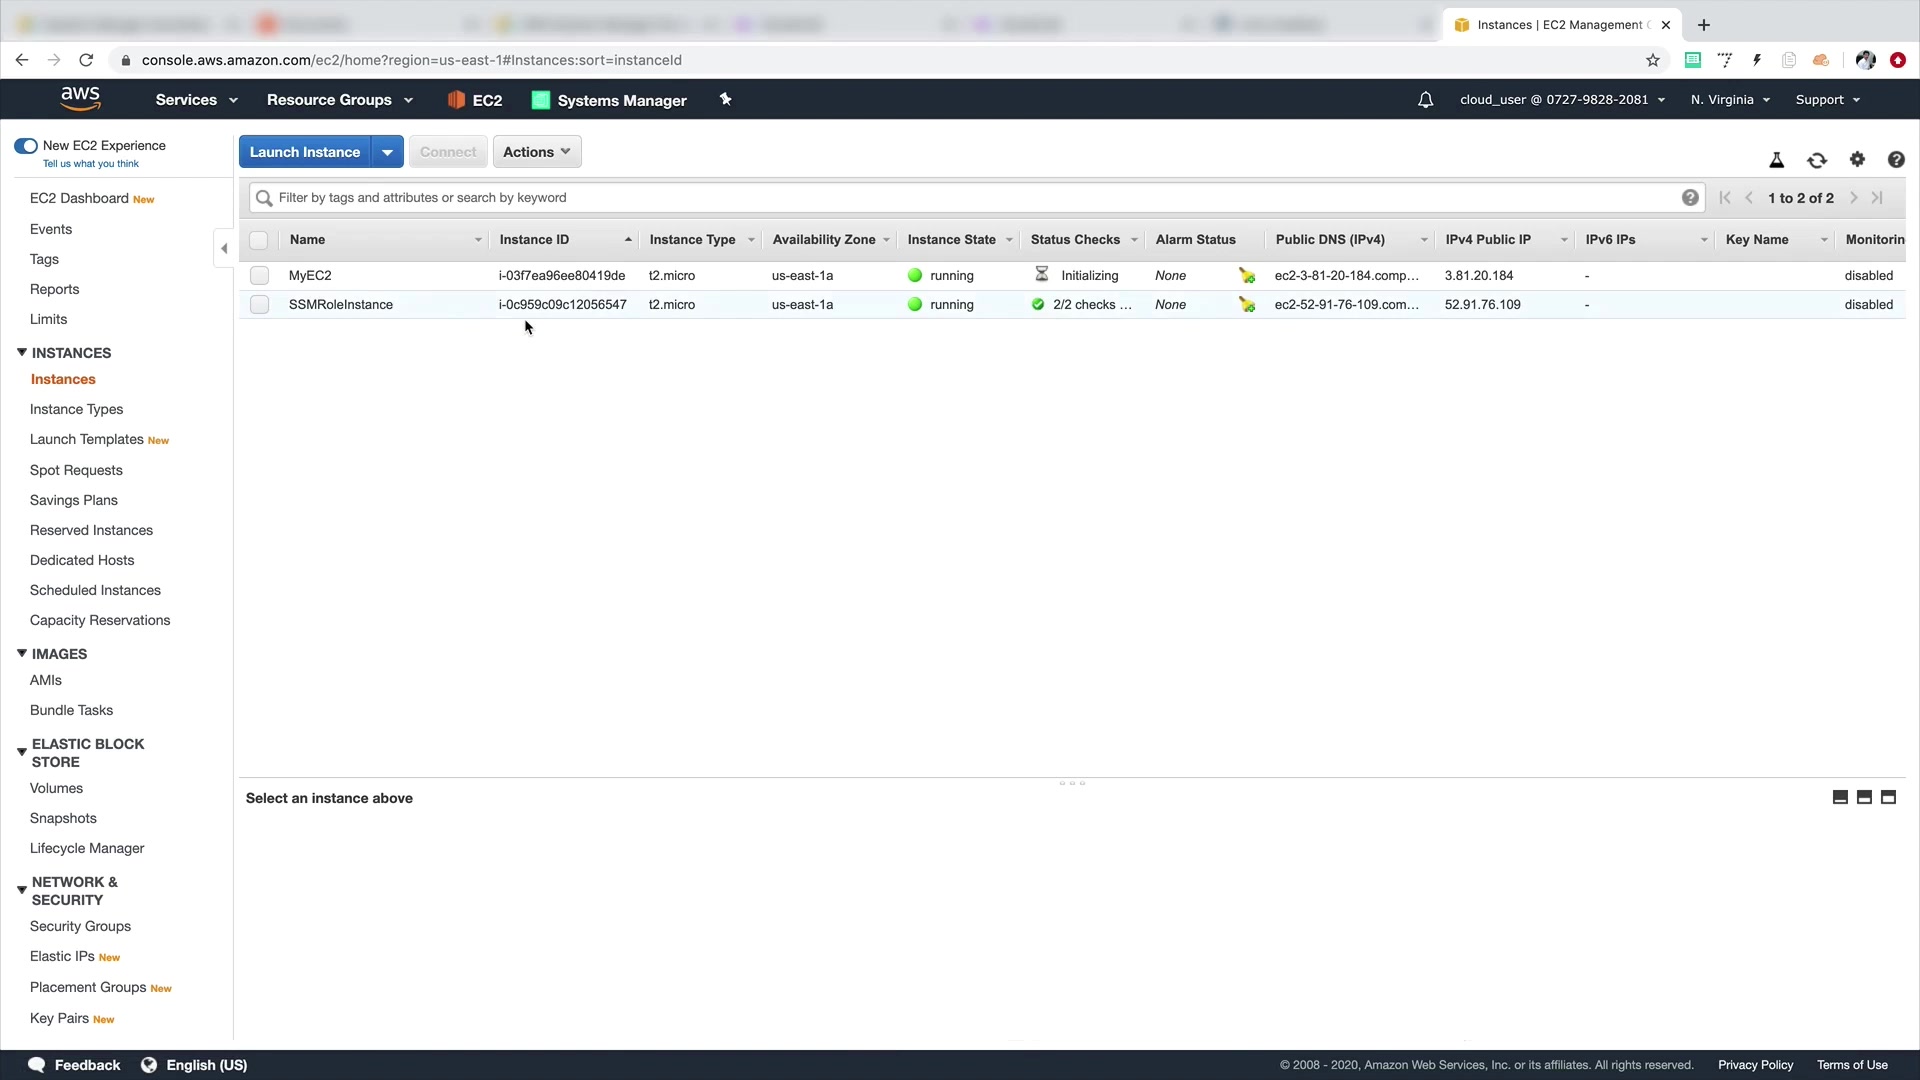 Instances | EC2 Management
console.aws.amazon.com/ec2/home?region=us-east-1#Instances:sort=instanceId
aws Services Resource Groups EC2 Systems Manager cloud_user @ 0727-9828-2081 N. Virginia Support
New EC2 Experience
Tell us what you think
EC2 Dashboard New
Events
Tags
Reports
Limits
INSTANCES
Instances
Instance Types
Launch Templates New
Spot Requests
Savings Plans
Reserved Instances
Dedicated Hosts
Scheduled Instances
Capacity Reservations
IMAGES
AMIs
Bundle Tasks
ELASTIC BLOCK
STORE
Volumes
Snapshots
Lifecycle Manager
NETWORK &
SECURITY
Security Groups
Elastic IPs New
Placement Groups New
Key Pairs New
Launch Instance Connect Actions
Filter by tags and attributes or search by keyword 1 to 2 of 2
Name Instance ID Instance Type Availability Zone Instance State Status Checks Alarm Status Public DNS (IPv4) IPv4 Public IP IPv6 IPs Key Name Monitorin
MyEC2 i-03f7ea96ee80419de t2.micro us-east-1a running Initializing None ec2-3-81-20-184.comp... 3.81.20.184 - disabled
SSMRoleInstance i-0c959c09c12056547 t2.micro us-east-1a running 2/2 checks ... None ec2-52-91-76-109.com... 52.91.76.109 - disabled
Select an instance above
Feedback English (US) © 2008 - 2020, Amazon Web Services, Inc. or its affiliates. All rights reserved. Privacy Policy Terms of Use